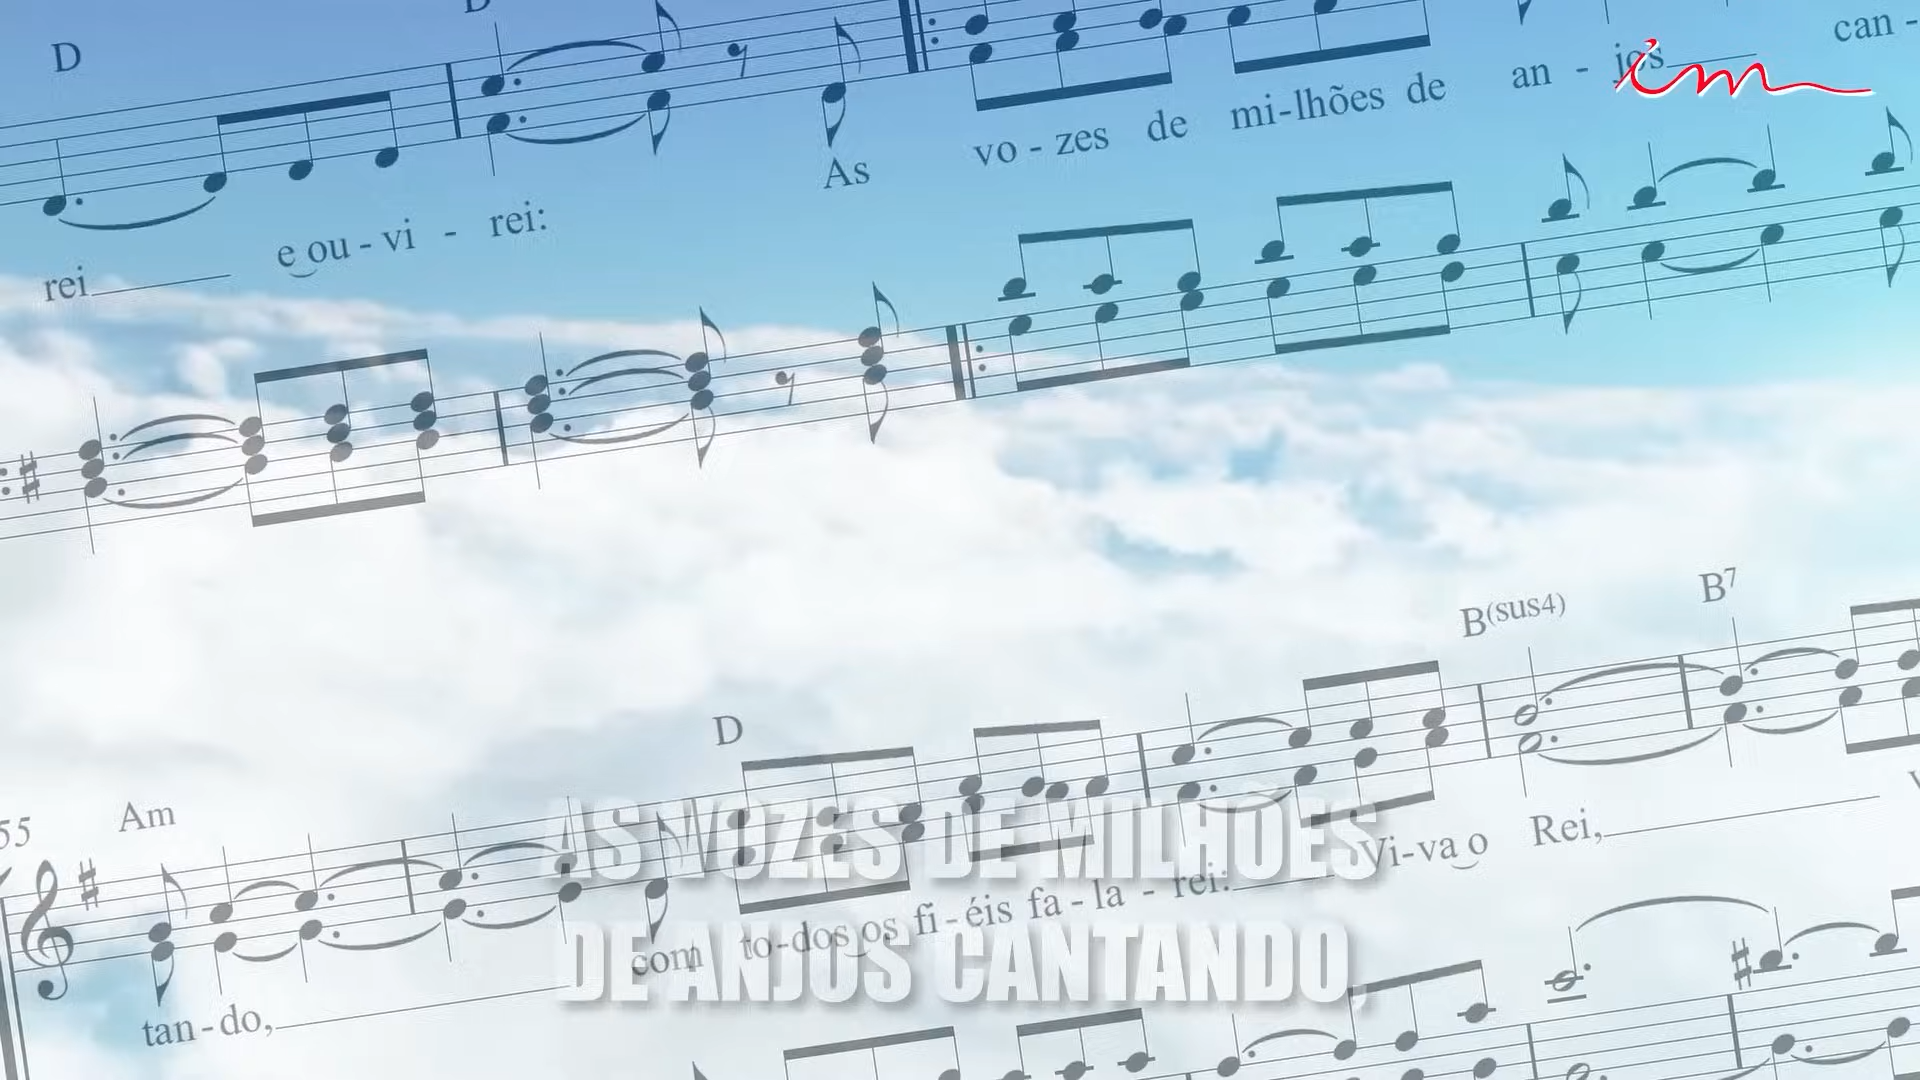 D
rei e ou - vi - rei: As vo - zes de mi-lhões de an - jos can -
B(sus4) B7
D
55 Am
tan-do, com to-dos os fi-éis fa-la - rei: Vi-va o Rei,
im
AS VOZES DE MILHÕES
DE ANJOS CANTANDO,